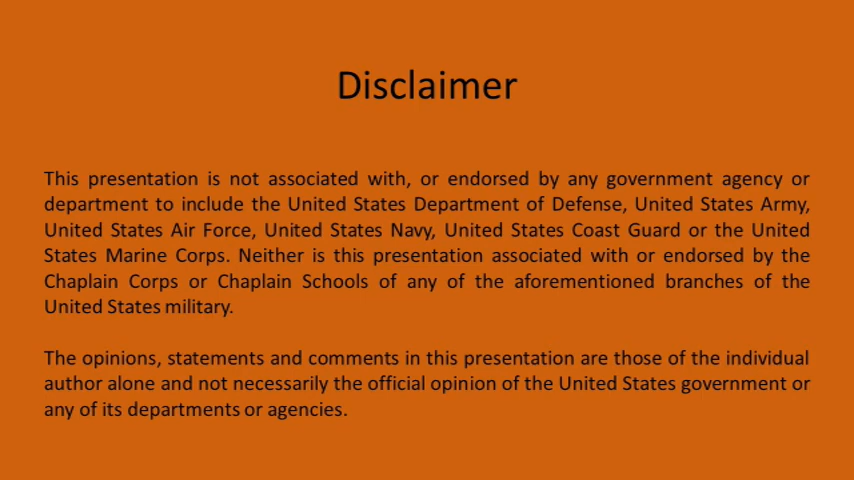 Disclaimer
This presentation is not associated with, or endorsed by any government agency or
department to include the United States Department of Defense, United States Army,
United States Air Force, United States Navy, United States Coast Guard or the United
States Marine Corps. Neither is this presentation associated with or endorsed by the
Chaplain Corps or Chaplain Schools of any of the aforementioned branches of the
United States military.
The opinions, statements and comments in this presentation are those of the individual
author alone and not necessarily the official opinion of the United States government or
any of its departments or agencies.